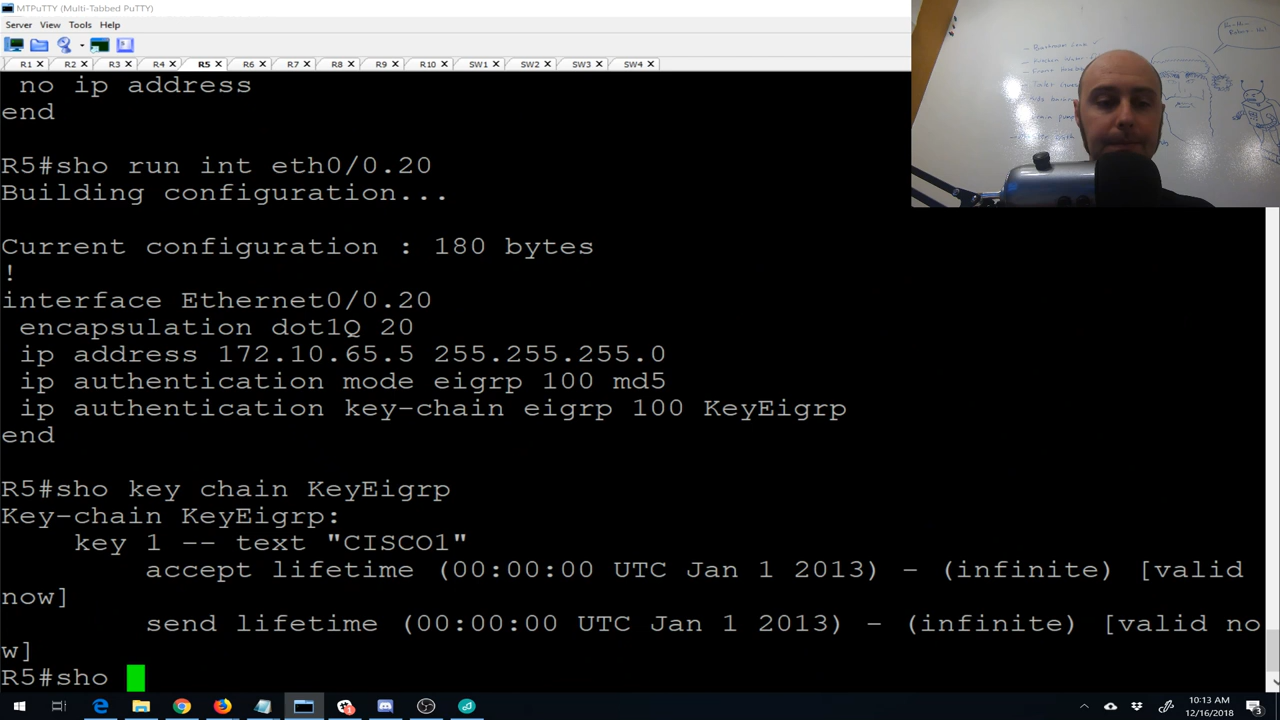 MTPuTTY (Multi-Tabbed PuTTY)
Server View Tools Help
R1 R2 R3 R4 R5 R6 R7 R8 R9 R10 SW1 SW2 SW3 SW4
no ip address
end
R5#sho run int eth0/0.20
Building configuration...
Current configuration : 180 bytes
!
interface Ethernet0/0.20
encapsulation dot1Q 20
ip address 172.10.65.5 255.255.255.0
ip authentication mode eigrp 100 md5
ip authentication key-chain eigrp 100 KeyEigrp
end
R5#sho key chain KeyEigrp
Key-chain KeyEigrp:
key 1 -- text "CISCO1"
accept lifetime (00:00:00 UTC Jan 1 2013) - (infinite) [valid
now]
send lifetime (00:00:00 UTC Jan 1 2013) - (infinite) [valid no
w]
R5#sho
10:13 AM
12/16/2018
3